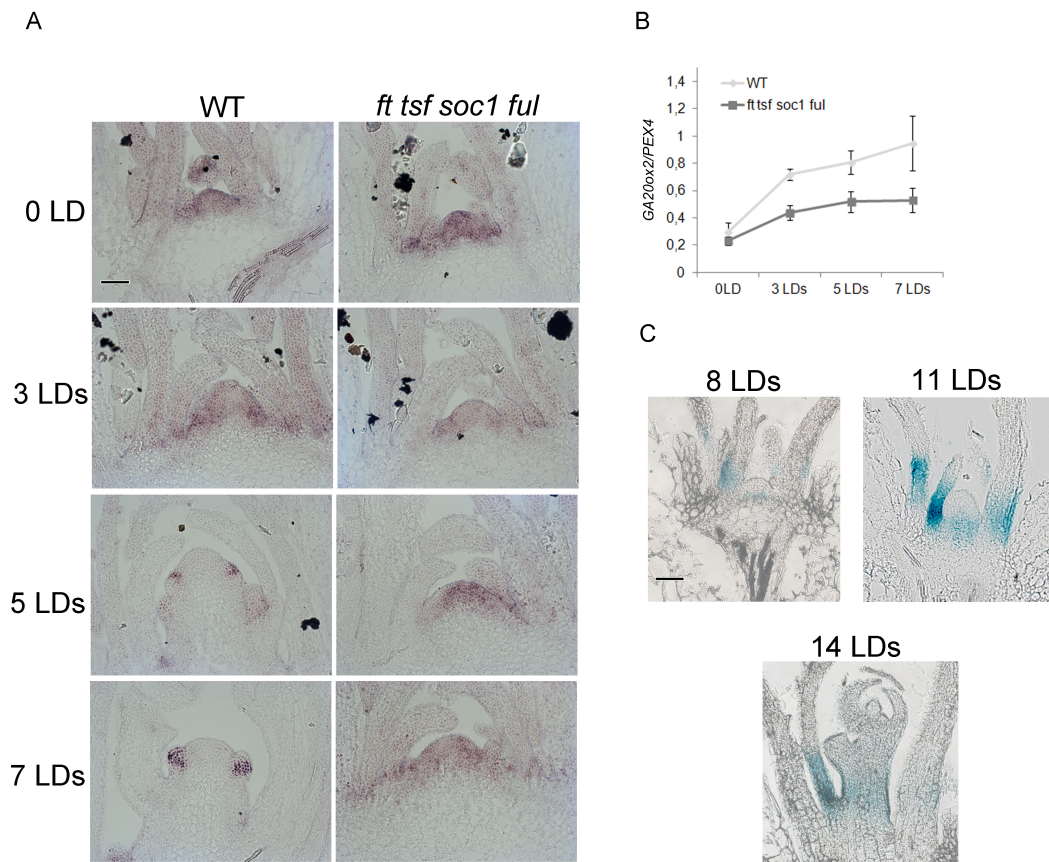 A
WT
ft tsf soc1 ful
0 LD
3 LDs
5 LDs
7 LDs
B
1,4
1,2
1
0,8
0,6
0,4
0,2
0
GA20ox2/PEX4
WT
ft tsf soc1 ful
0LD
3 LDs
5 LDs
7 LDs
C
8 LDs
11 LDs
14 LDs